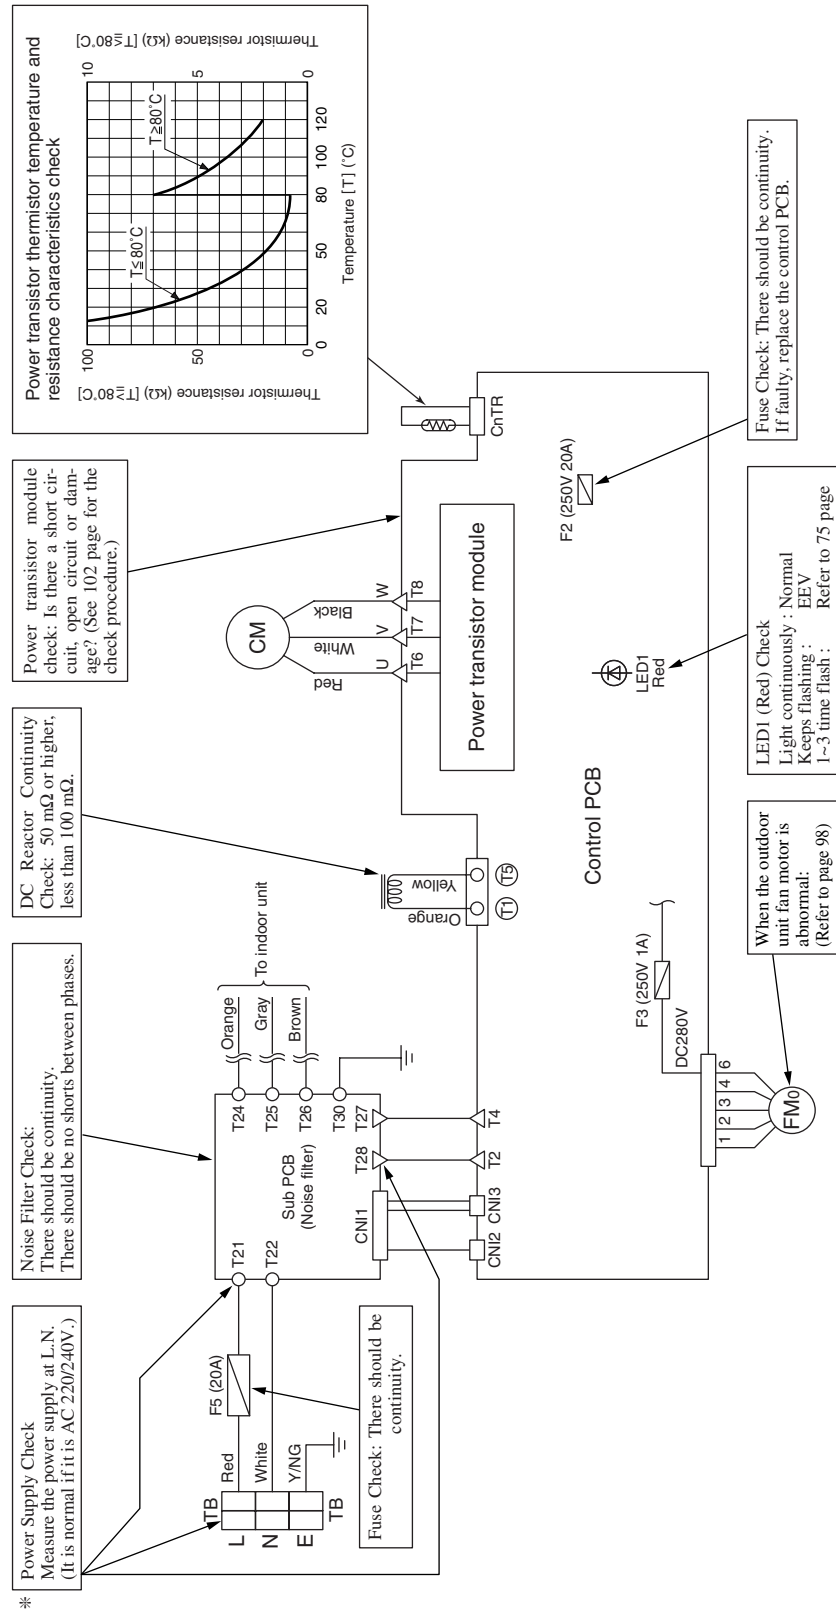 ✳ Power Supply Check
Measure the power supply at L.N.
(It is normal if it is AC 220/240V.)
Noise Filter Check:
There should be continuity.
There should be no shorts between phases.
DC Reactor Continuity
Check: 50 mΩ or higher,
less than 100 mΩ.
Power transistor module
check: Is there a short cir-
cuit, open circuit or dam-
age? (See 102 page for the
check procedure.)
Power transistor thermistor temperature and
resistance characteristics check
Thermistor resistance (kΩ) [T≧80˚C]
100
50
0
T≦80˚C
T≧80˚C
10
5
0
Thermistor resistance (kΩ) [T≦80˚C]
0
20
50
80
100
120
Temperature [T] (˚C)
TB
L
N
E
TB
Red
White
Y/NG
F5 (20A)
Fuse Check: There should be
continuity.
T21
T22
Sub PCB
(Noise filter)
T24
T25
T26
T30
T27
T28
CNI1
Orange
Gray
Brown
To indoor unit
CNI2
CNI3
T2
T4
Orange
Yellow
T1
T5
CM
Red
White
Black
U
V
W
T6
T7
T8
Power transistor module
CnTR
Control PCB
F2 (250V 20A)
LED1
Red
F3 (250V 1A)
DC280V
1
2
3
4
6
FM0
When the outdoor
unit fan motor is
abnormal:
(Refer to page 98)
LED1 (Red) Check
Light continuously : Normal
Keeps flashing : EEV
1~3 time flash : Refer to 75 page
Fuse Check: There should be continuity.
If faulty, replace the control PCB.